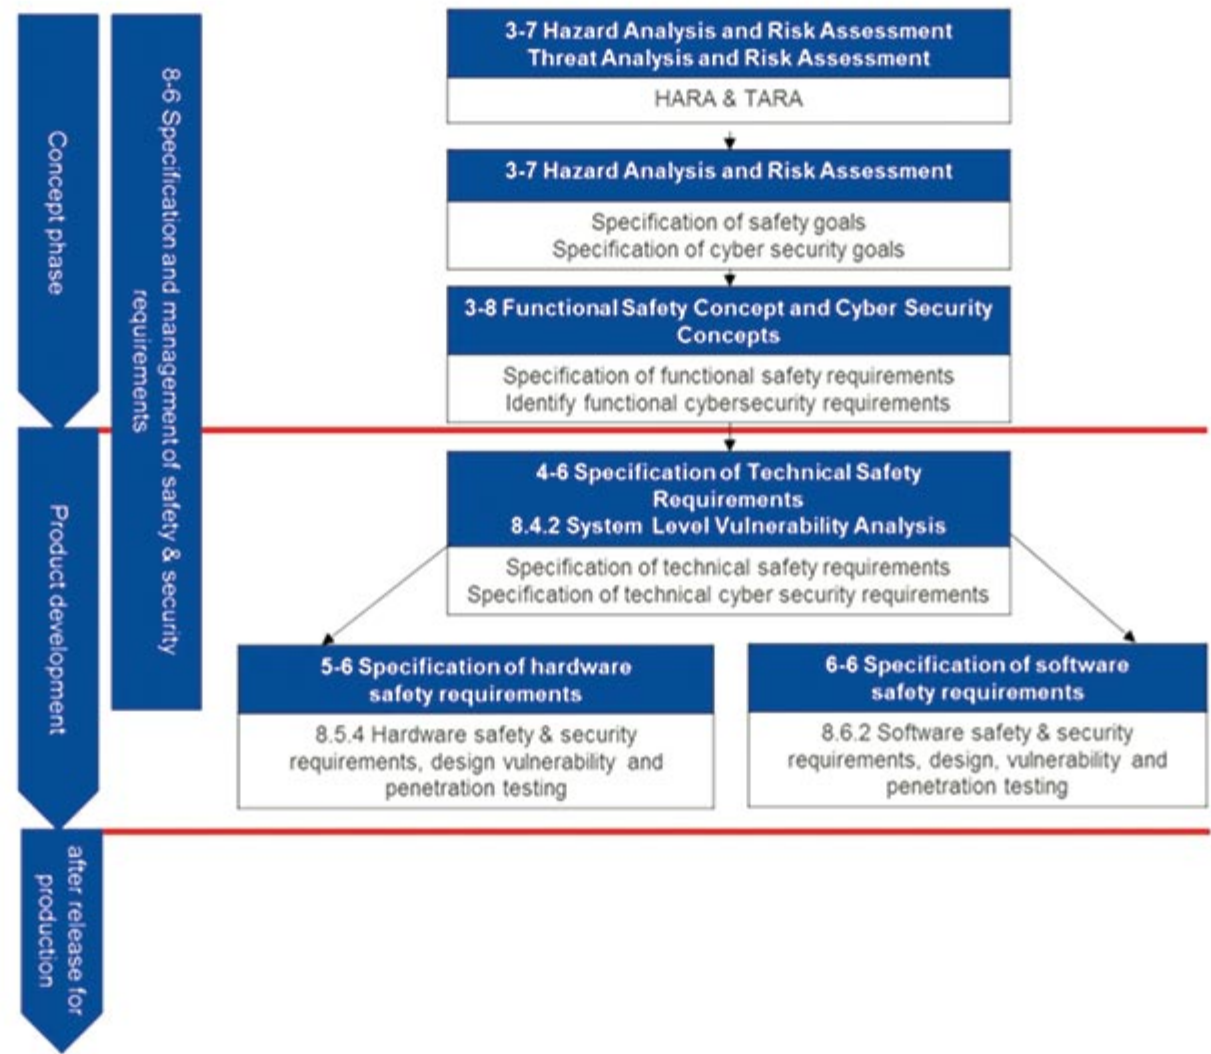 Concept phase
8-6 Specification and management of safety & security
requirements
3-7 Hazard Analysis and Risk Assessment
Threat Analysis and Risk Assessment
HARA & TARA
3-7 Hazard Analysis and Risk Assessment
Specification of safety goals
Specification of cyber security goals
3-8 Functional Safety Concept and Cyber Security
Concepts
Specification of functional safety requirements
Identify functional cybersecurity requirements
Product development
4-6 Specification of Technical Safety
Requirements
8.4.2 System Level Vulnerability Analysis
Specification of technical safety requirements
Specification of technical cyber security requirements
5-6 Specification of hardware
safety requirements
8.5.4 Hardware safety & security
requirements, design vulnerability and
penetration testing
6-6 Specification of software
safety requirements
8.6.2 Software safety & security
requirements, design, vulnerability and
penetration testing
after release for
production